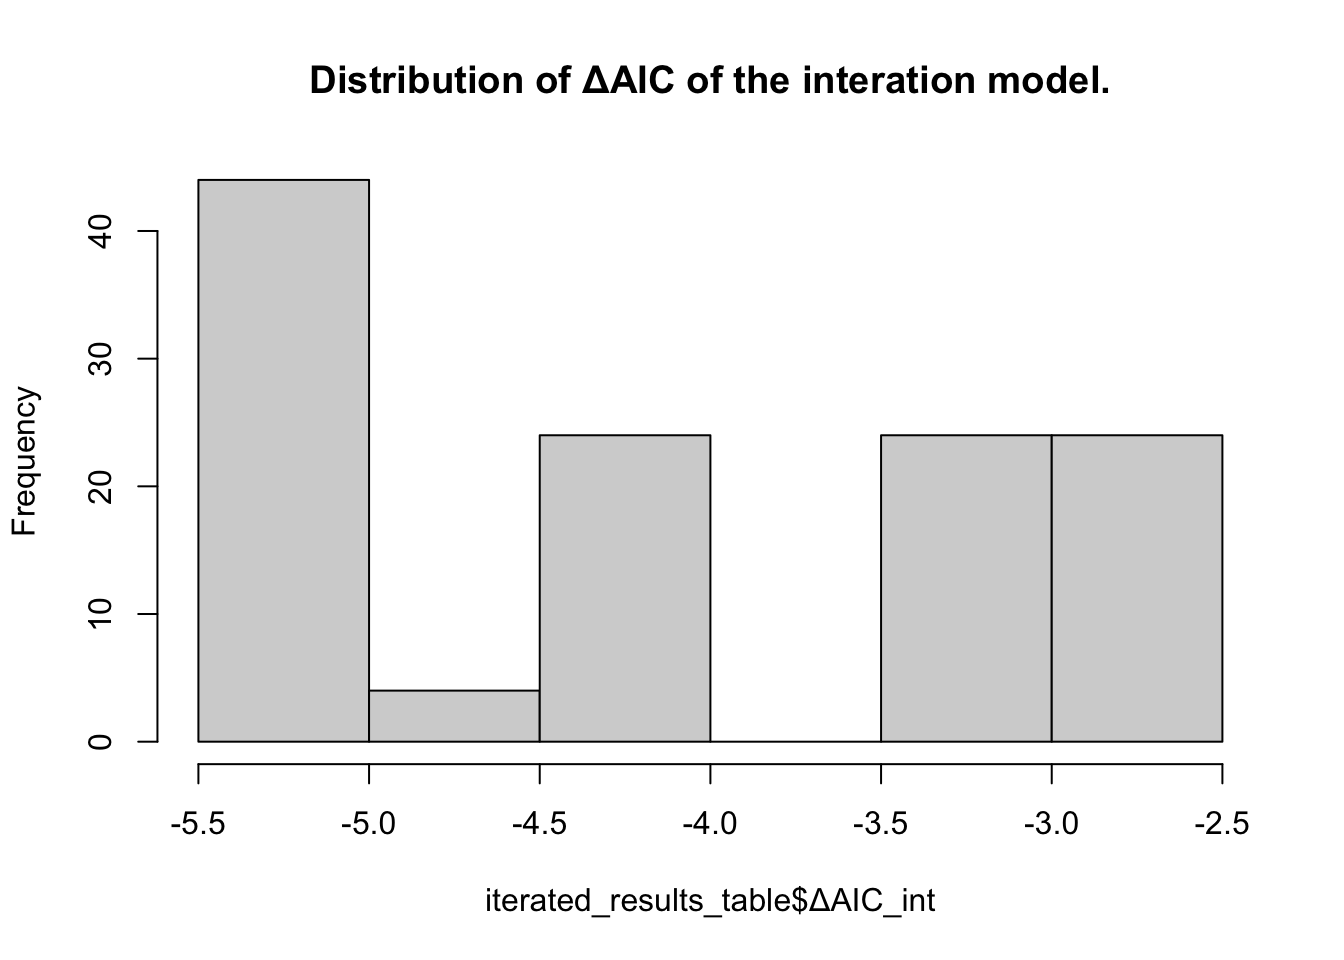 Distribution of ΔAIC of the interation model.
Frequency
40
30
20
10
0
-5.5 -5.0 -4.5 -4.0 -3.5 -3.0 -2.5
iterated_results_table$ΔAIC_int